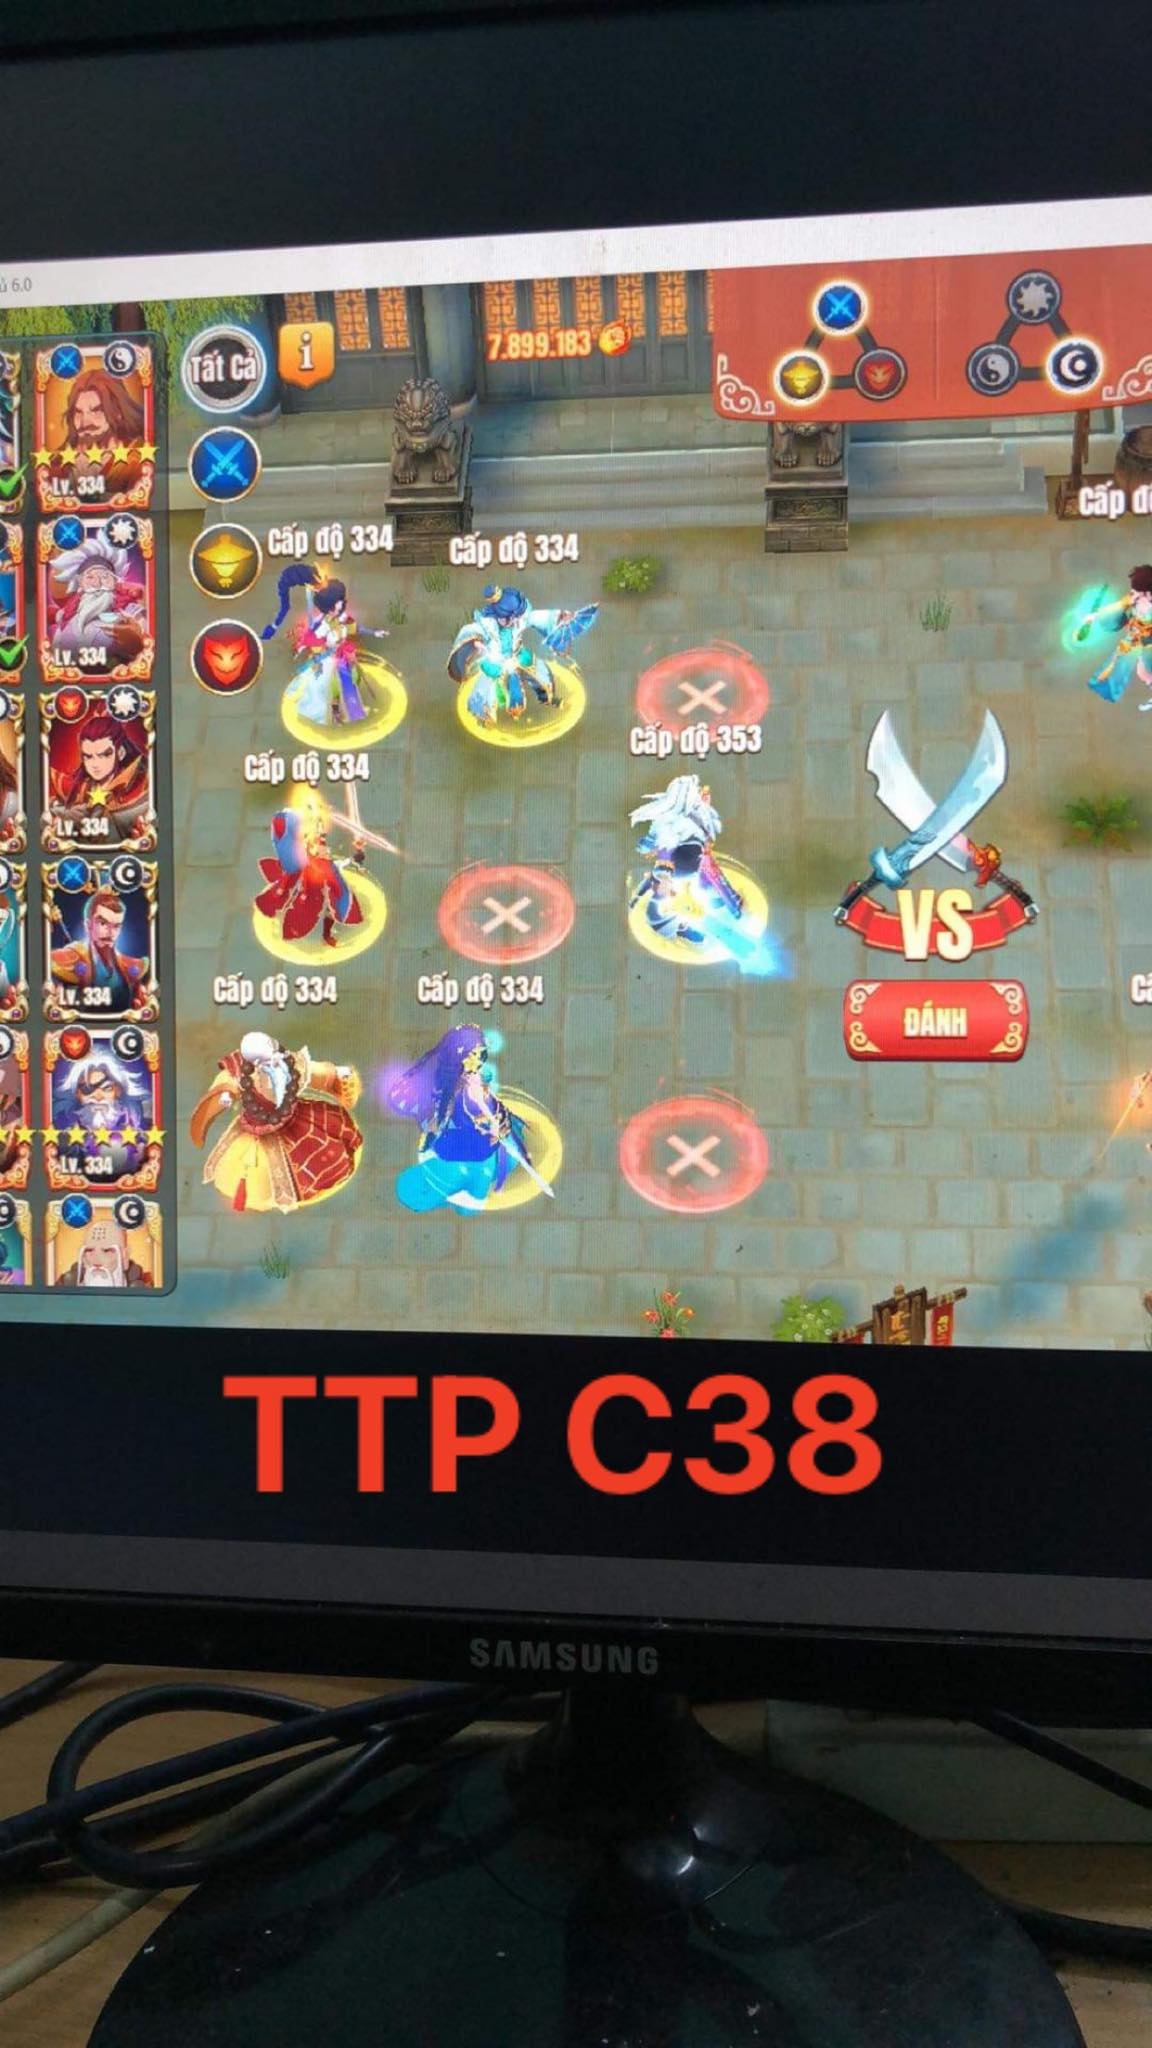 6.0
Tất Cả
i
7.899.183
Lv. 334
Cấp độ 334
Cấp độ 334
Cấp
Lv. 334
Cấp độ 353
Cấp độ 334
Lv. 334
VS
Cấp độ 334
Cấp độ 334
Lv. 334
ĐÁNH
Lv. 334
TTP C38
SAMSUNG